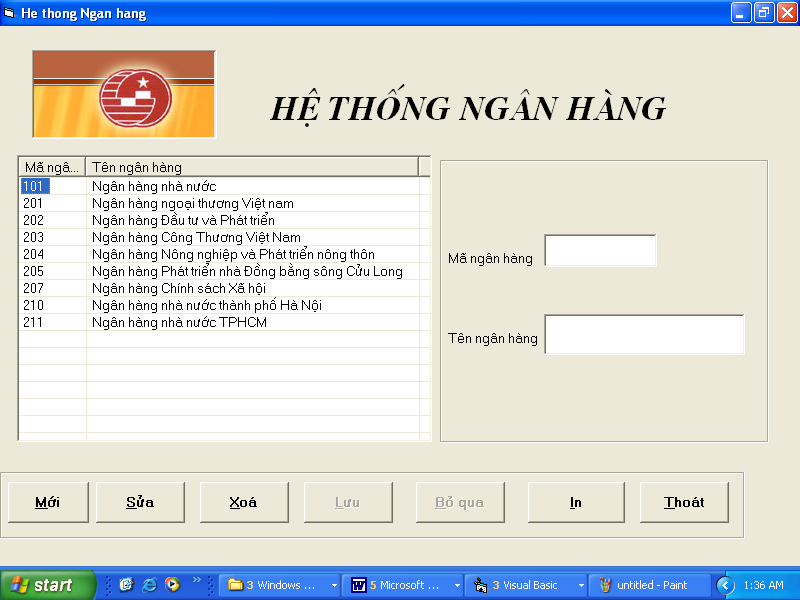 He thong Ngan hang
HỆ THỐNG NGÂN HÀNG
Mã ngâ... Tên ngân hàng
101 Ngân hàng nhà nước
201 Ngân hàng ngoại thương Việt nam
202 Ngân hàng Đầu tư và Phát triển
203 Ngân hàng Công Thương Việt Nam
204 Ngân hàng Nông nghiệp và Phát triển nông thôn
205 Ngân hàng Phát triển nhà Đồng bằng sông Cửu Long
207 Ngân hàng Chính sách Xã hội
210 Ngân hàng nhà nước thành phố Hà Nội
211 Ngân hàng nhà nước TPHCM
Mã ngân hàng
Tên ngân hàng
Mới Sửa Xoá Lưu Bỏ qua In Thoát
start 3 Windows ... 5 Microsoft ... 3 Visual Basic untitled - Paint 1:36 AM